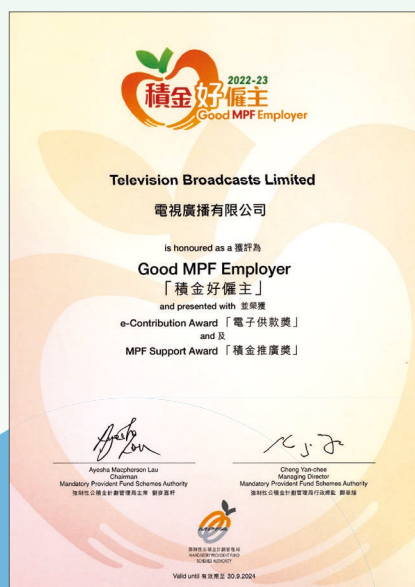 2022-23
積金好僱主
Good MPF Employer
Television Broadcasts Limited
電視廣播有限公司
is honoured as a 獲評為
Good MPF Employer
「積金好僱主」
and presented with 並榮獲
e-Contribution Award 「電子供款獎」
and 及
MPF Support Award 「積金推廣獎」
Ayesha Macpherson Lau
Chairman
Mandatory Provident Fund Schemes Authority
強制性公積金計劃管理局主席 劉麥嘉軒
Cheng Yan-chee
Managing Director
Mandatory Provident Fund Schemes Authority
強制性公積金計劃管理局行政總監 鄭恩賜
MPFA
強制性公積金計劃管理局
MANDATORY PROVIDENT FUND
SCHEMES AUTHORITY
Valid until 有效期至 30.9.2024